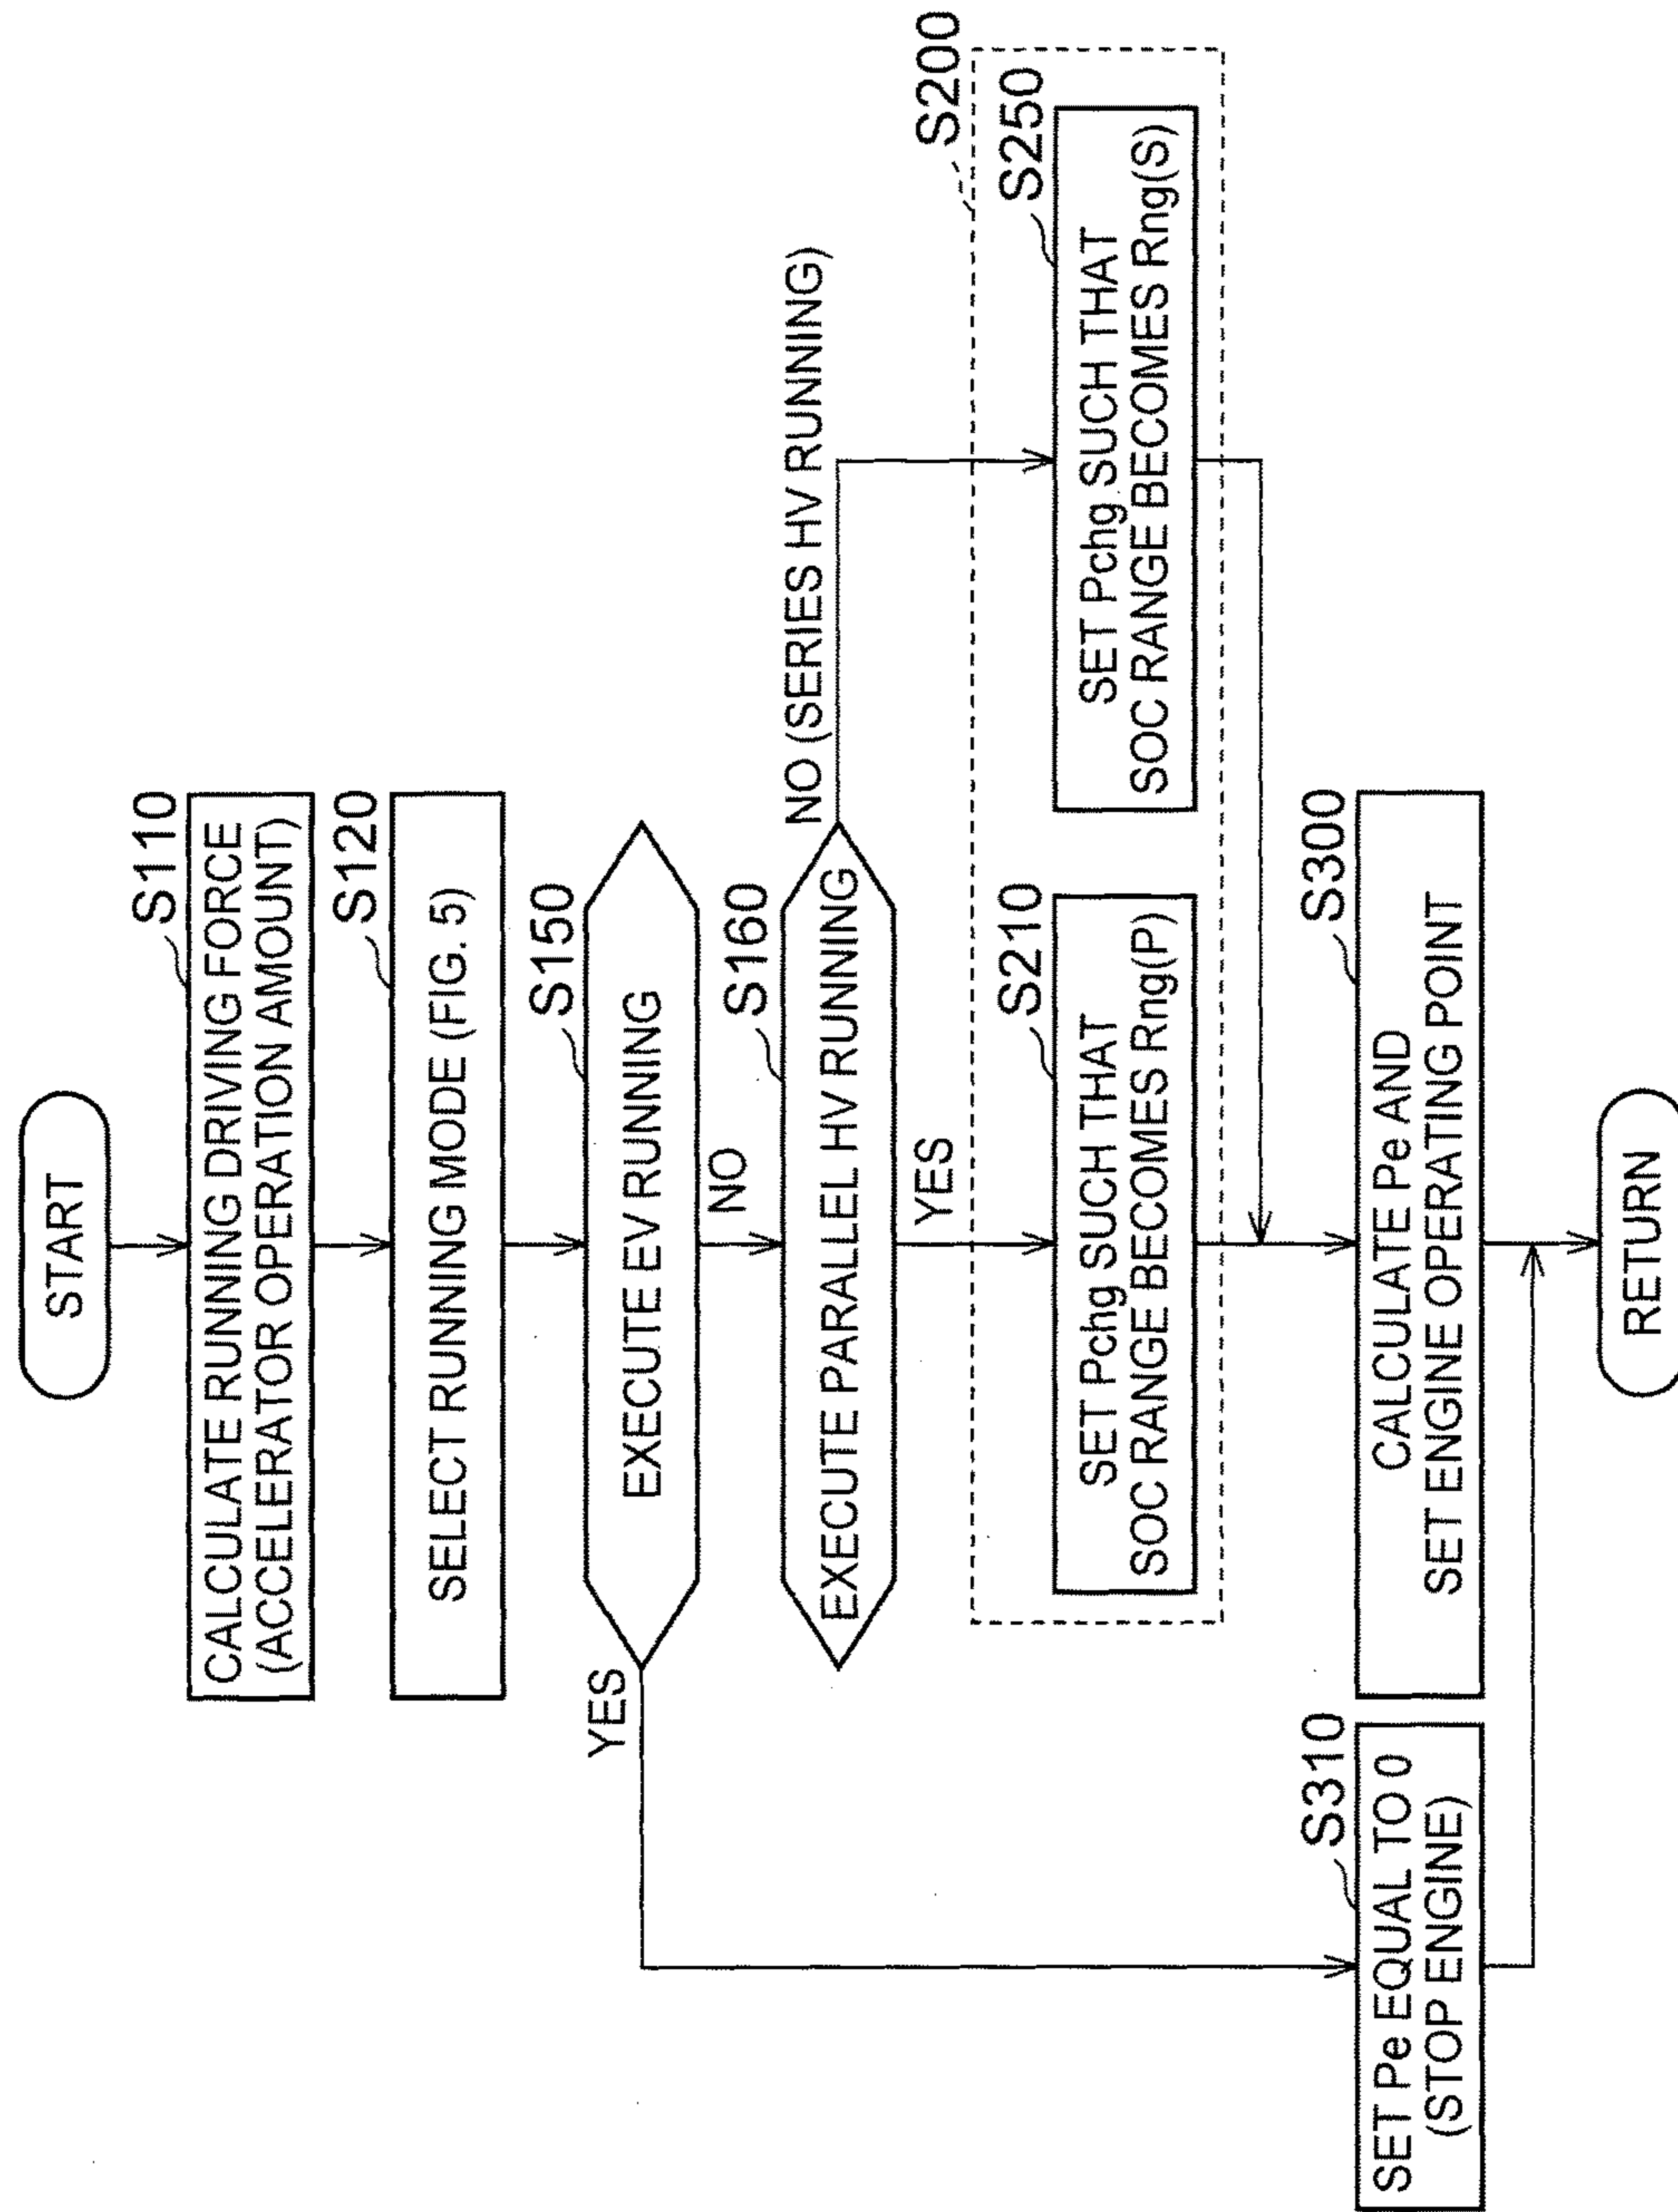 START
S110
CALCULATE RUNNING DRIVING FORCE
(ACCELERATOR OPERATION AMOUNT)
S120
SELECT RUNNING MODE (FIG. 5)
S150
EXECUTE EV RUNNING
YES
NO
S160
EXECUTE PARALLEL HV RUNNING
NO (SERIES HV RUNNING)
YES
S200
S210
SET Pchg SUCH THAT
SOC RANGE BECOMES Rng(P)
S250
SET Pchg SUCH THAT
SOC RANGE BECOMES Rng(S)
S310
SET Pe EQUAL TO 0
(STOP ENGINE)
S300
CALCULATE Pe AND
SET ENGINE OPERATING POINT
RETURN